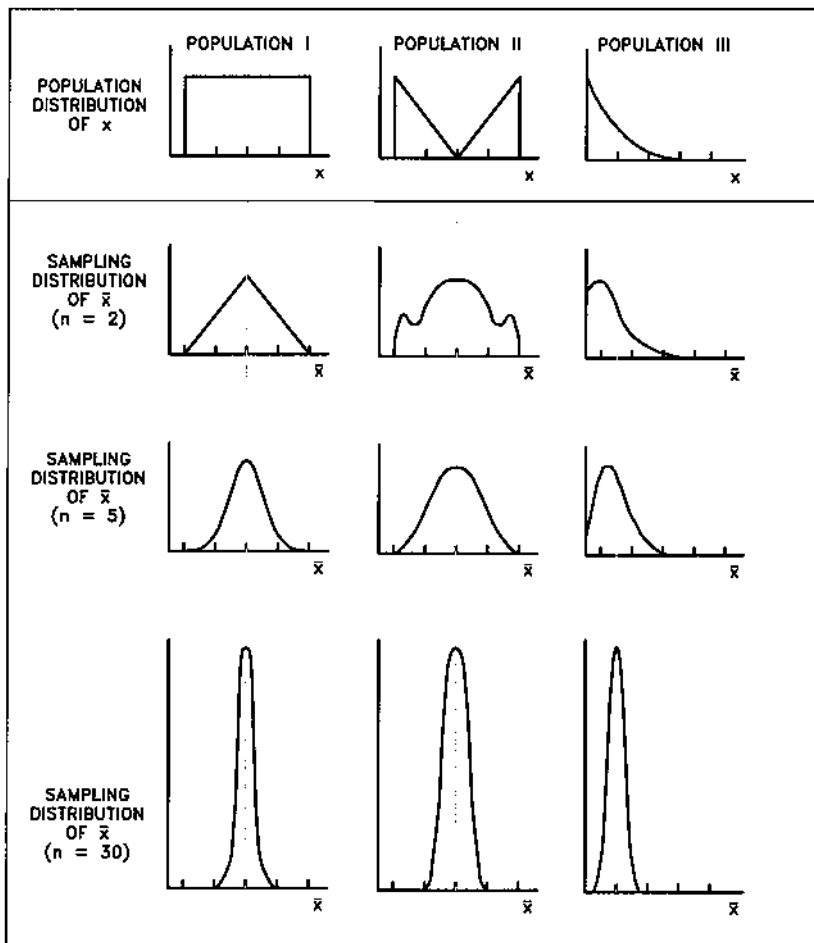 POPULATION I
POPULATION II
POPULATION III
POPULATION
DISTRIBUTION
OF x
x
x
x
SAMPLING
DISTRIBUTION
OF x̄
(n = 2)
x̄
x̄
x̄
SAMPLING
DISTRIBUTION
OF x̄
(n = 5)
x̄
x̄
x̄
SAMPLING
DISTRIBUTION
OF x̄
(n = 30)
x̄
x̄
x̄